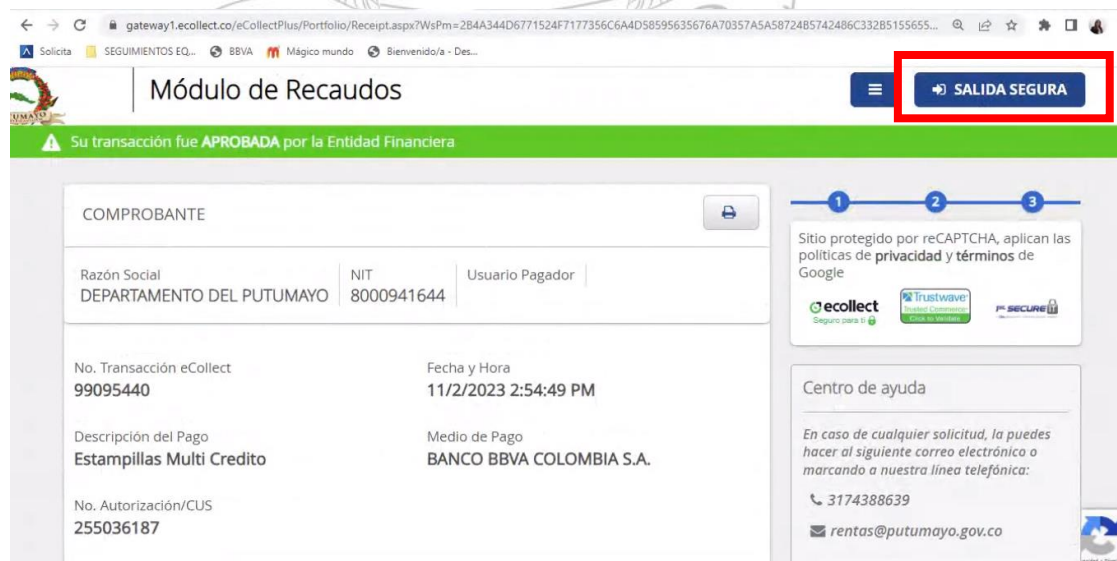 gateway1.ecollect.co/eCollectPlus/Portfolio/Receipt.aspx?WsPm=2B4A344D6771524F7177356C6A4D58595635676A70357A5A58724B5742486C332B5155655...
Solicita SEGUIMIENTOS EQ... BBVA Mágico mundo Bienvenido/a - Des...
UMAYO
Módulo de Recaudos
SALIDA SEGURA
Su transacción fue APROBADA por la Entidad Financiera
COMPROBANTE
Razón Social
DEPARTAMENTO DEL PUTUMAYO
NIT
8000941644
Usuario Pagador
No. Transacción eCollect
99095440
Fecha y Hora
11/2/2023 2:54:49 PM
Descripción del Pago
Estampillas Multi Credito
Medio de Pago
BANCO BBVA COLOMBIA S.A.
No. Autorización/CUS
255036187
1 2 3
Sitio protegido por reCAPTCHA, aplican las
políticas de privacidad y términos de
Google
ecollect
Seguro para ti
Trustwave
Trusted Commerce
Click to Validate
SECURE
Centro de ayuda
En caso de cualquier solicitud, la puedes
hacer al siguiente correo electrónico o
marcando a nuestra línea telefónica:
3174388639
rentas@putumayo.gov.co